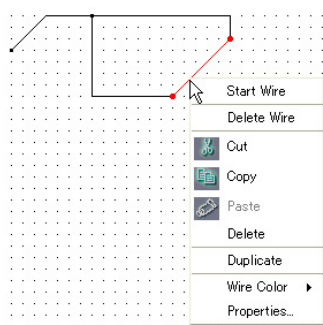 Start Wire
Delete Wire
Cut
Copy
Paste
Delete
Duplicate
Wire Color
Properties...